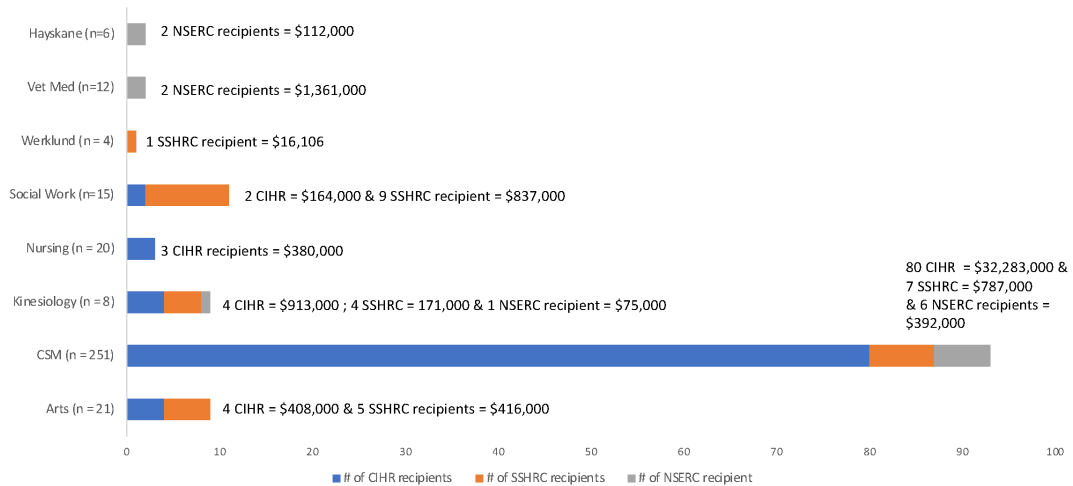 Hayskane (n=6)
2 NSERC recipients = $112,000
Vet Med (n=12)
2 NSERC recipients = $1,361,000
Werklund (n = 4)
1 SSHRC recipient = $16,106
Social Work (n=15)
2 CIHR = $164,000 & 9 SSHRC recipient = $837,000
Nursing (n = 20)
3 CIHR recipients = $380,000
80 CIHR = $32,283,000 &
7 SSHRC = $787,000
& 6 NSERC recipients =
$392,000
Kinesiology (n = 8)
4 CIHR = $913,000 ; 4 SSHRC = 171,000 & 1 NSERC recipient = $75,000
CSM (n = 251)
Arts (n = 21)
4 CIHR = $408,000 & 5 SSHRC recipients = $416,000
0 10 20 30 40 50 60 70 80 90 100
# of CIHR recipients # of SSHRC recipients # of NSERC recipient